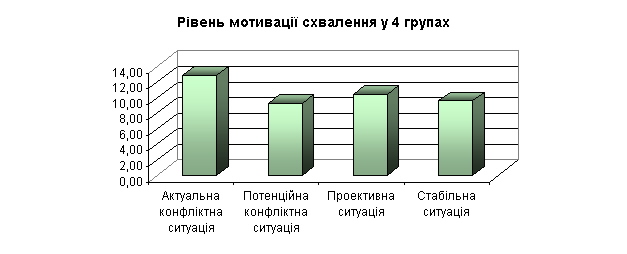 Рівень мотивації схвалення у 4 групах
14,00
12,00
10,00
8,00
6,00
4,00
2,00
0,00
Актуальна
конфліктна
ситуація
Потенційна
конфліктна
ситуація
Проективна
ситуація
Стабільна
ситуація